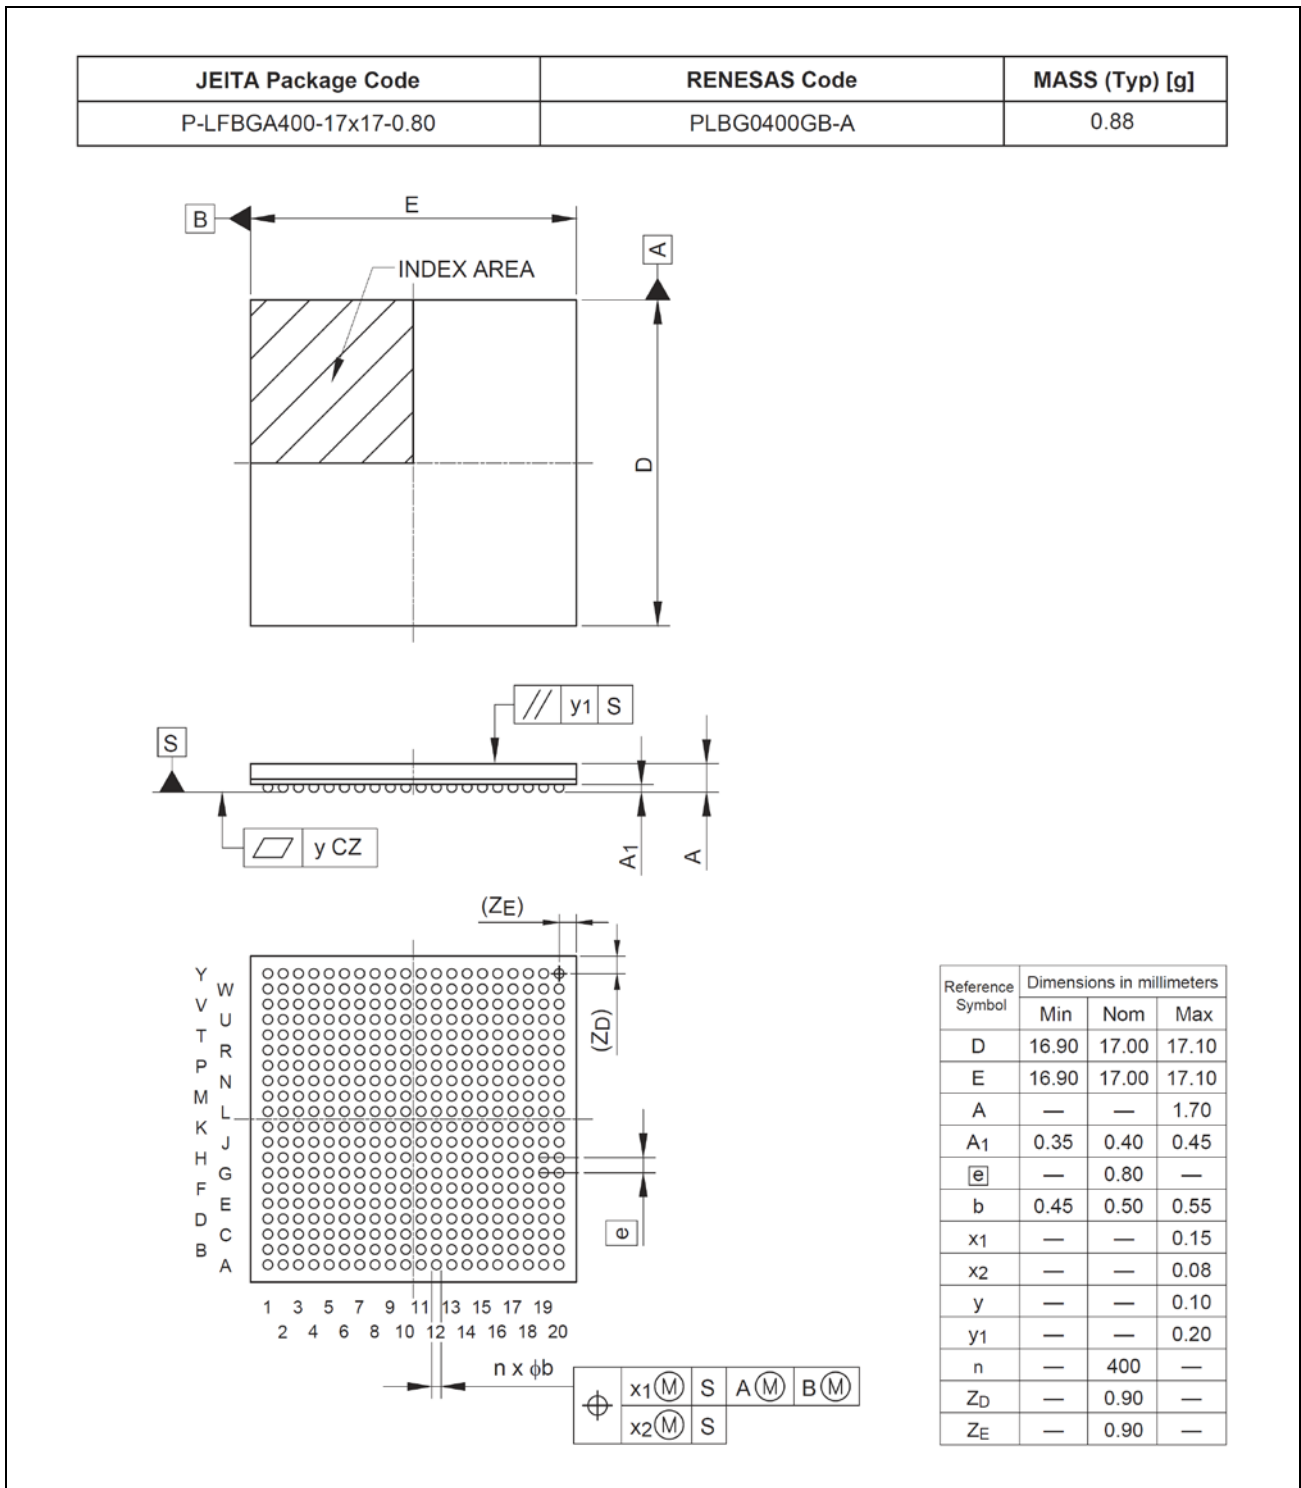 JEITA Package Code RENESAS Code MASS (Typ) [g]
P-LFBGA400-17x17-0.80 PLBG0400GB-A 0.88
B E A
INDEX AREA
D
// y1 S
S
y CZ
A1 A
(ZE)
(ZD)
Y
W
V
U
T
R
P
N
M
L
K
J
H
G
F
E
D
C
B
A
e
1 3 5 7 9 11 13 15 17 19
2 4 6 8 10 12 14 16 18 20
n x ϕb
x1 Ⓜ S A Ⓜ B Ⓜ
x2 Ⓜ S
Reference Symbol Dimensions in millimeters
Min Nom Max
D 16.90 17.00 17.10
E 16.90 17.00 17.10
A — — 1.70
A1 0.35 0.40 0.45
e — 0.80 —
b 0.45 0.50 0.55
x1 — — 0.15
x2 — — 0.08
y — — 0.10
y1 — — 0.20
n — 400 —
ZD — 0.90 —
ZE — 0.90 —